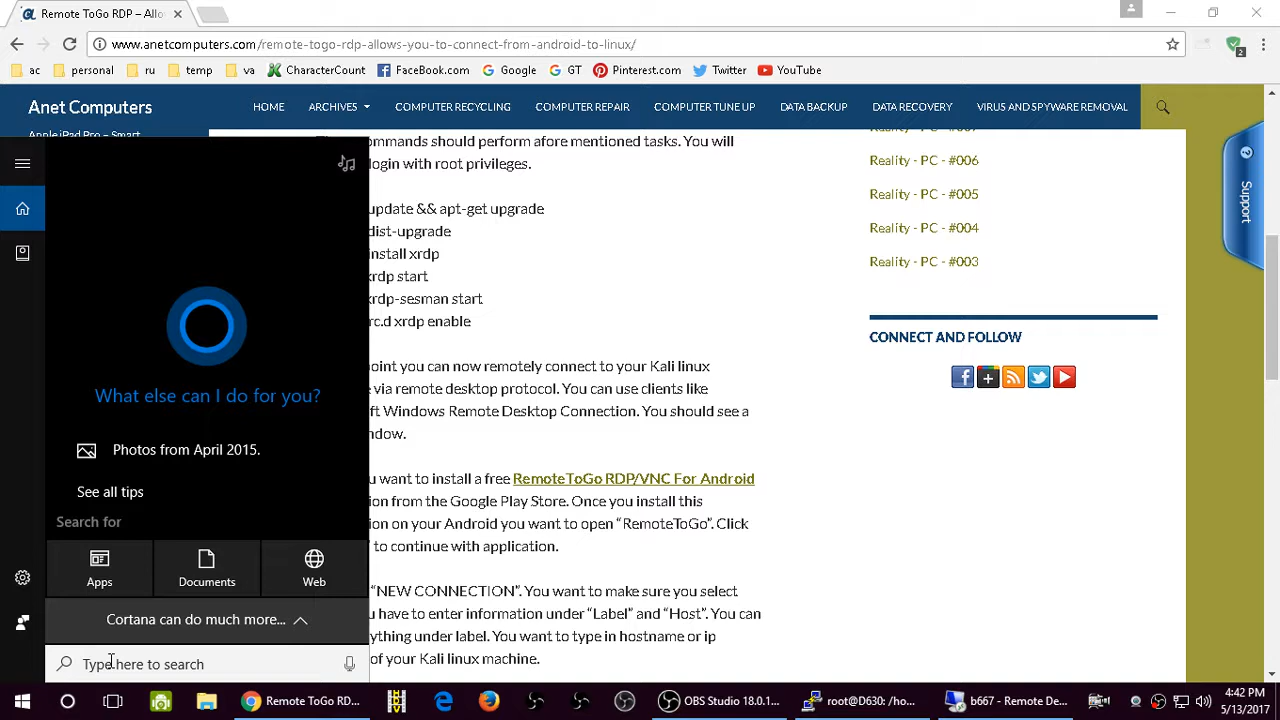 Remote ToGo RDP – Allo
www.anetcomputers.com/remote-togo-rdp-allows-you-to-connect-from-android-to-linux/
2
ac personal ru temp va CharacterCount FaceBook.com Google GT Pinterest.com Twitter YouTube
Anet Computers HOME ARCHIVES COMPUTER RECYCLING COMPUTER REPAIR COMPUTER TUNE UP DATA BACKUP DATA RECOVERY VIRUS AND SPYWARE REMOVAL
Apple iPad Pro – Smart
ommands should perform afore mentioned tasks. You will
login with root privileges.
update && apt-get upgrade
dist-upgrade
install xrdp
xrdp start
xrdp-sesman start
rc.d xrdp enable
oint you can now remotely connect to your Kali linux
e via remote desktop protocol. You can use clients like
ft Windows Remote Desktop Connection. You should see a
ndow.
u want to install a free RemoteToGo RDP/VNC For Android
ion from the Google Play Store. Once you install this
ion on your Android you want to open “RemoteToGo”. Click
” to continue with application.
“NEW CONNECTION”. You want to make sure you select
u have to enter information under “Label” and “Host”. You can
ything under label. You want to type in hostname or ip
of your Kali linux machine.
Reality - PC - #007
Reality - PC - #006
Reality - PC - #005
Reality - PC - #004
Reality - PC - #003
CONNECT AND FOLLOW
Support
What else can I do for you?
Photos from April 2015.
See all tips
Search for
Apps Documents Web
Cortana can do much more...
Type here to search
Remote ToGo RD... OBS Studio 18.0.1... root@D630: /ho... b667 - Remote De...
4:42 PM
5/13/2017